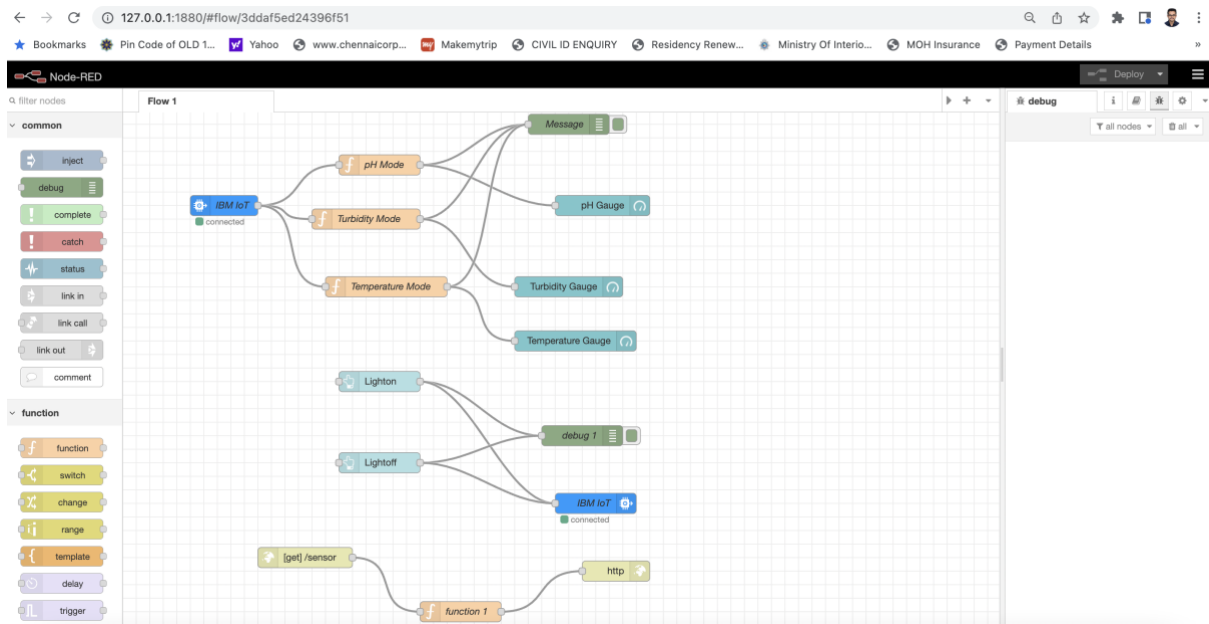 127.0.0.1:1880/#flow/3ddaf5ed24396f51
Bookmarks Pin Code of OLD 1... Yahoo www.chennaicorp... Makemytrip CIVIL ID ENQUIRY Residency Renew... Ministry Of Interio... MOH Insurance Payment Details »
Node-RED
Deploy
filter nodes
Flow 1
debug
all nodes
all
common
inject
debug
complete
catch
status
link in
link call
link out
comment
function
function
switch
change
range
template
delay
trigger
Message
pH Mode
IBM IoT
connected
pH Gauge
Turbidity Mode
Temperature Mode
Turbidity Gauge
Temperature Gauge
Lighton
debug 1
Lightoff
IBM IoT
connected
[get] /sensor
http
function 1